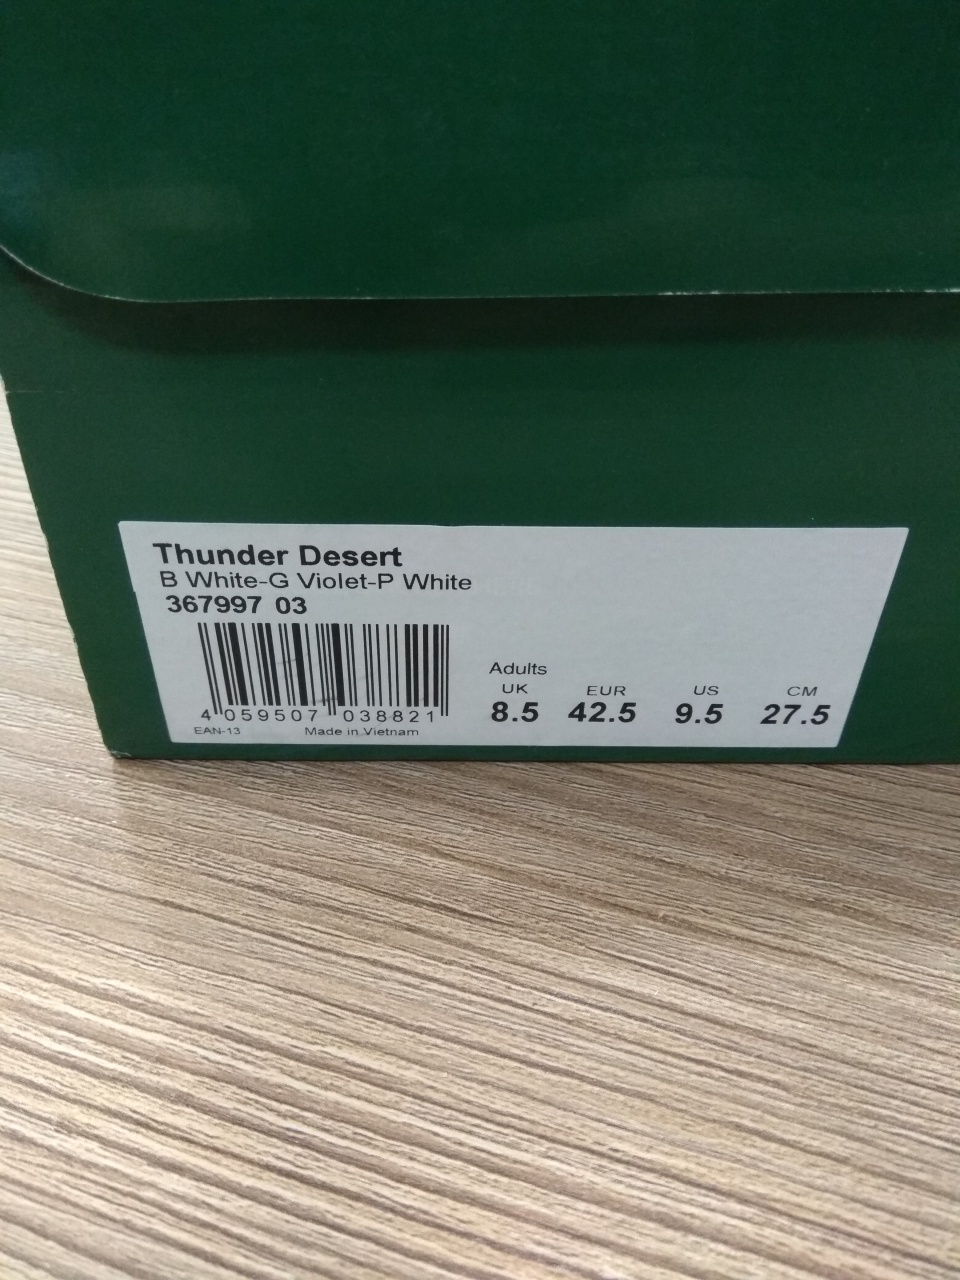 Thunder Desert
B White-G Violet-P White
367997 03
4 059507 038821
EAN-13 Made in Vietnam
Adults
UK EUR US CM
8.5 42.5 9.5 27.5